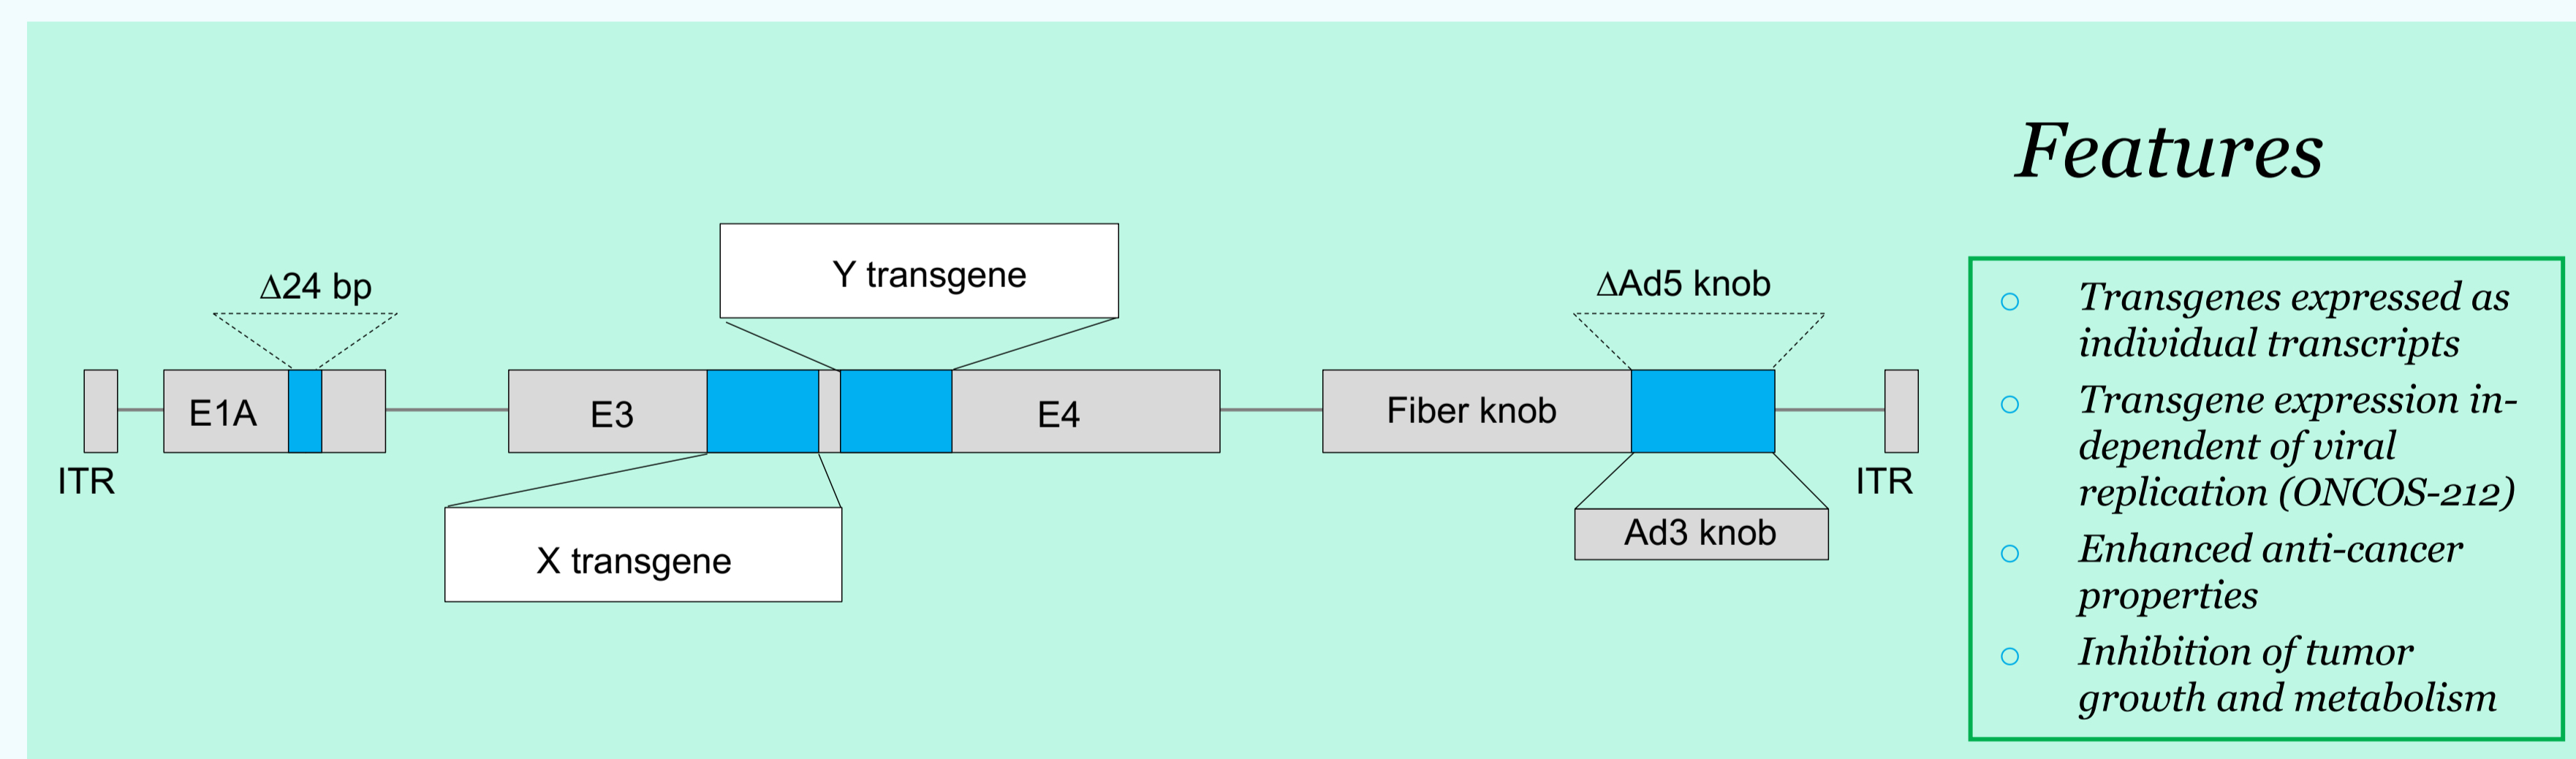 Features
Y transgene
Δ24 bp
ΔAd5 knob
E1A
E3
E4
Fiber knob
ITR
ITR
X transgene
Ad3 knob
Transgenes expressed as
individual transcripts
Transgene expression in-
dependent of viral
replication (ONCOS-212)
Enhanced anti-cancer
properties
Inhibition of tumor
growth and metabolism